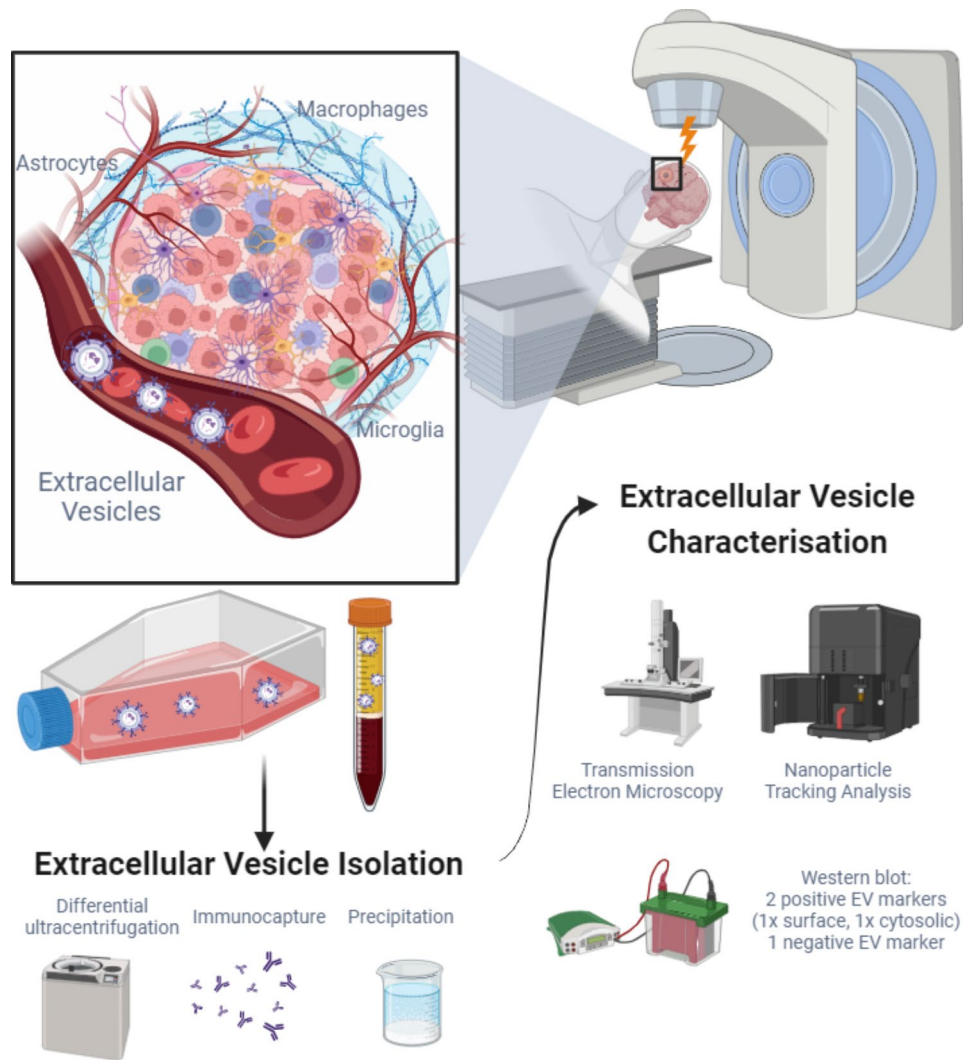 Macrophages
Astrocytes
Microglia
Extracellular
Vesicles
Extracellular Vesicle
Characterisation
Transmission
Electron Microscopy
Nanoparticle
Tracking Analysis
Extracellular Vesicle Isolation
Differential
ultracentrifugation
Immunocapture
Precipitation
Western blot:
2 positive EV markers
(1x surface, 1x cytosolic)
1 negative EV marker